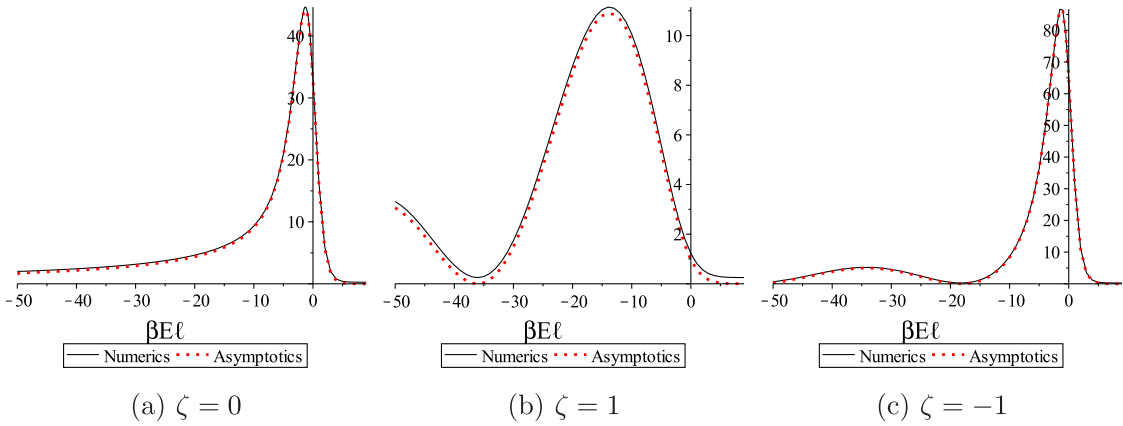 40
30
20
10
−50 −40 −30 −20 −10 0
βEℓ
Numerics Asymptotics
(a) ζ = 0
10
8
6
4
2
−50 −40 −30 −20 −10 0
βEℓ
Numerics Asymptotics
(b) ζ = 1
80
70
60
50
40
30
20
10
−50 −40 −30 −20 −10 0
βEℓ
Numerics Asymptotics
(c) ζ = −1